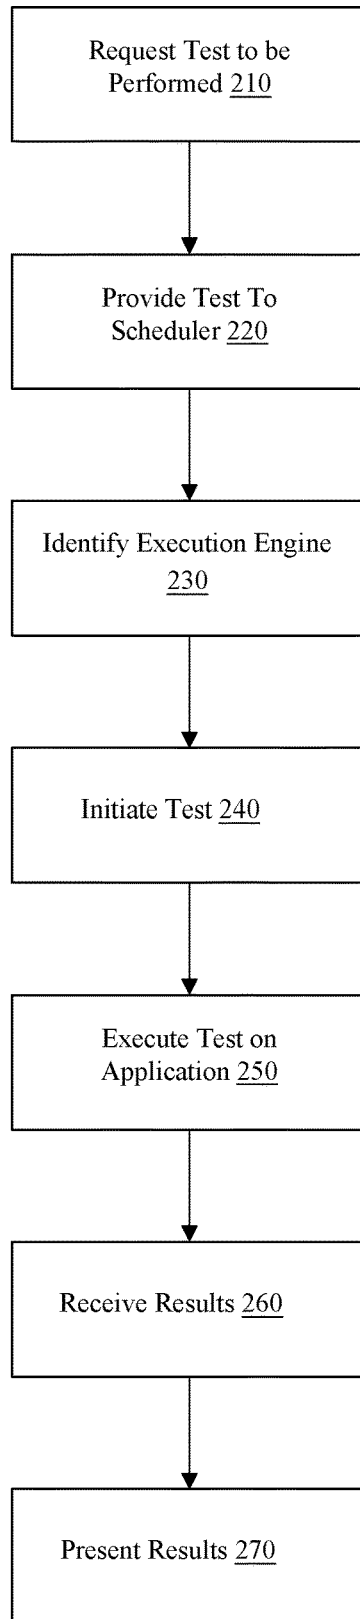 Request Test to be
Performed 210
Provide Test To
Scheduler 220
Identify Execution Engine
230
Initiate Test 240
Execute Test on
Application 250
Receive Results 260
Present Results 270